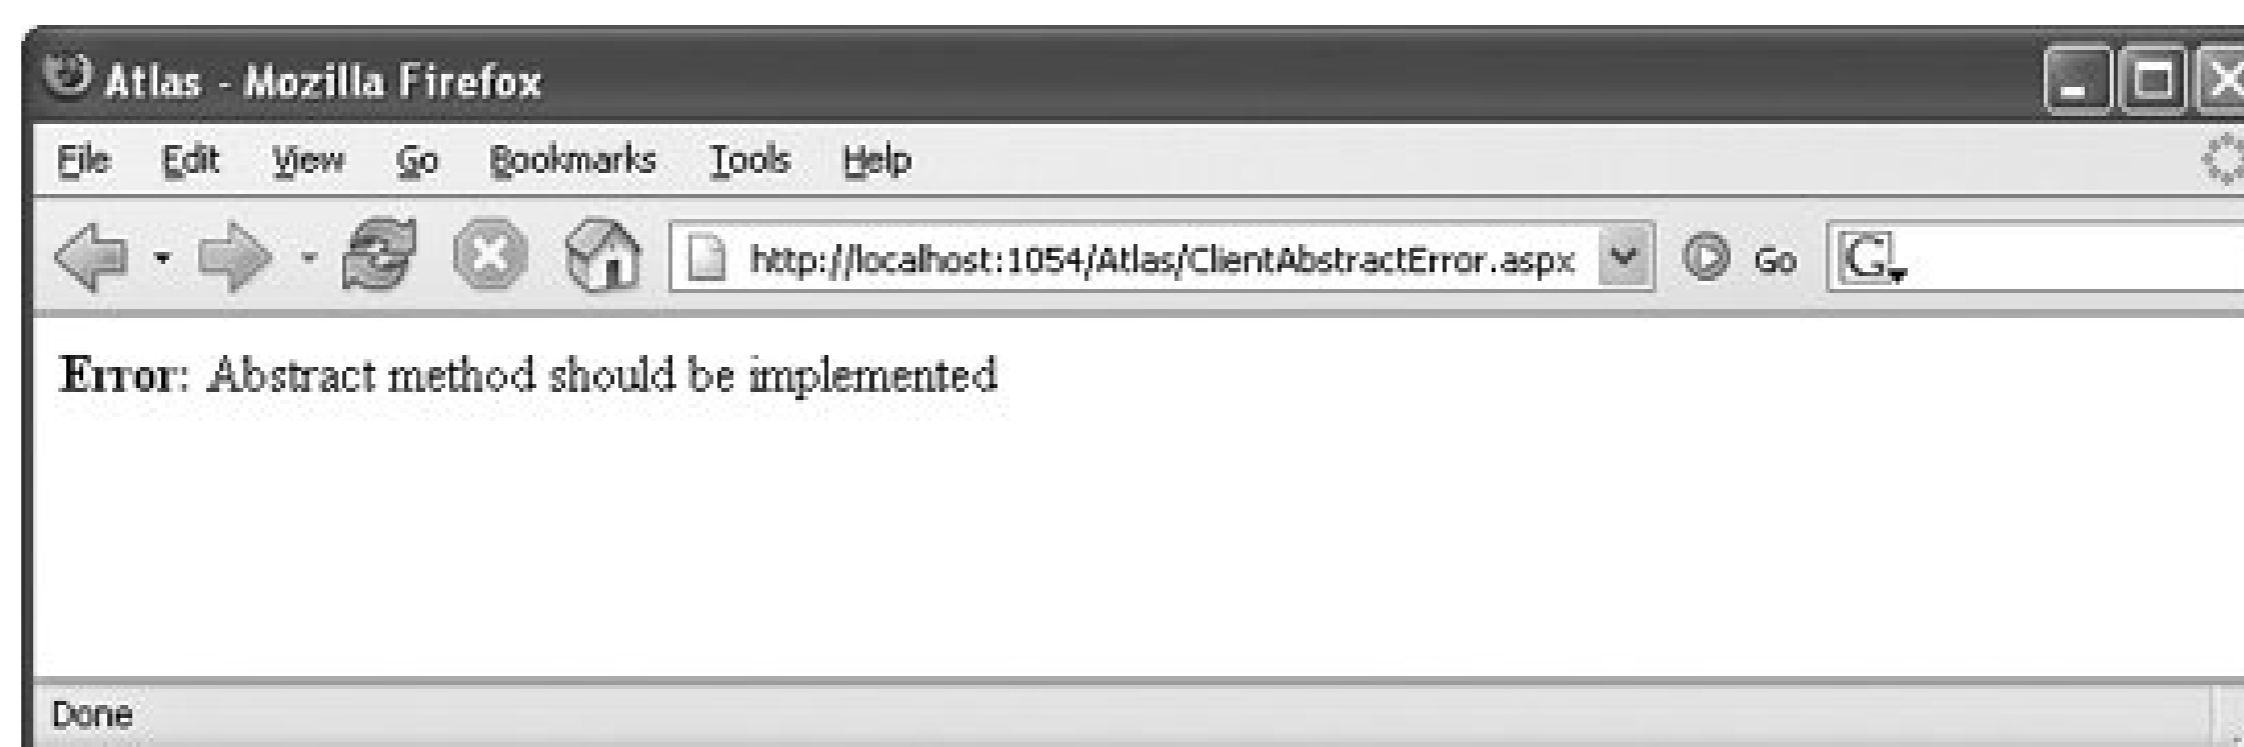 Atlas - Mozilla Firefox
File Edit View Go Bookmarks Tools Help
http://localhost:1054/Atlas/ClientAbstractError.aspx Go G
Error: Abstract method should be implemented
Done